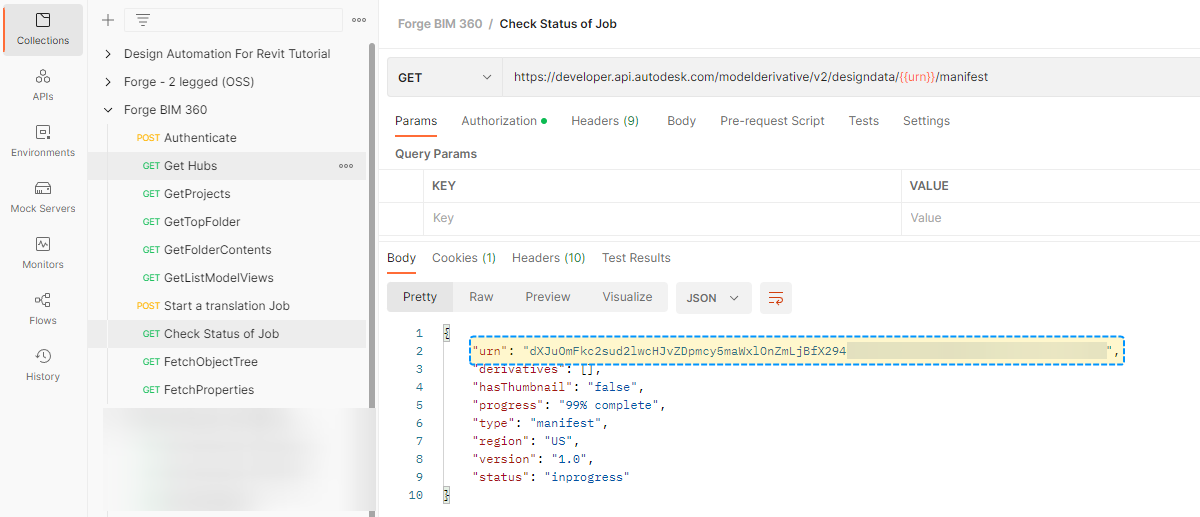 Collections
APIs
Environments
Mock Servers
Monitors
Flows
History
Design Automation For Revit Tutorial
Forge - 2 legged (OSS)
Forge BIM 360
POST Authenticate
GET Get Hubs
GET GetProjects
GET GetTopFolder
GET GetFolderContents
GET GetListModelViews
POST Start a translation Job
GET Check Status of Job
GET FetchObjectTree
GET FetchProperties
Forge BIM 360 / Check Status of Job
GET https://developer.api.autodesk.com/modelderivative/v2/designdata/{{urn}}/manifest
Params Authorization Headers (9) Body Pre-request Script Tests Settings
Query Params
KEY VALUE
Key Value
Body Cookies (1) Headers (10) Test Results
Pretty Raw Preview Visualize JSON
1 {
2 "urn": "dXJuOmFkc2sud2lwcHJvZDpmcy5maWxlOnZmLjBfX294 ",
3 "derivatives": [],
4 "hasThumbnail": "false",
5 "progress": "99% complete",
6 "type": "manifest",
7 "region": "US",
8 "version": "1.0",
9 "status": "inprogress"
10 }